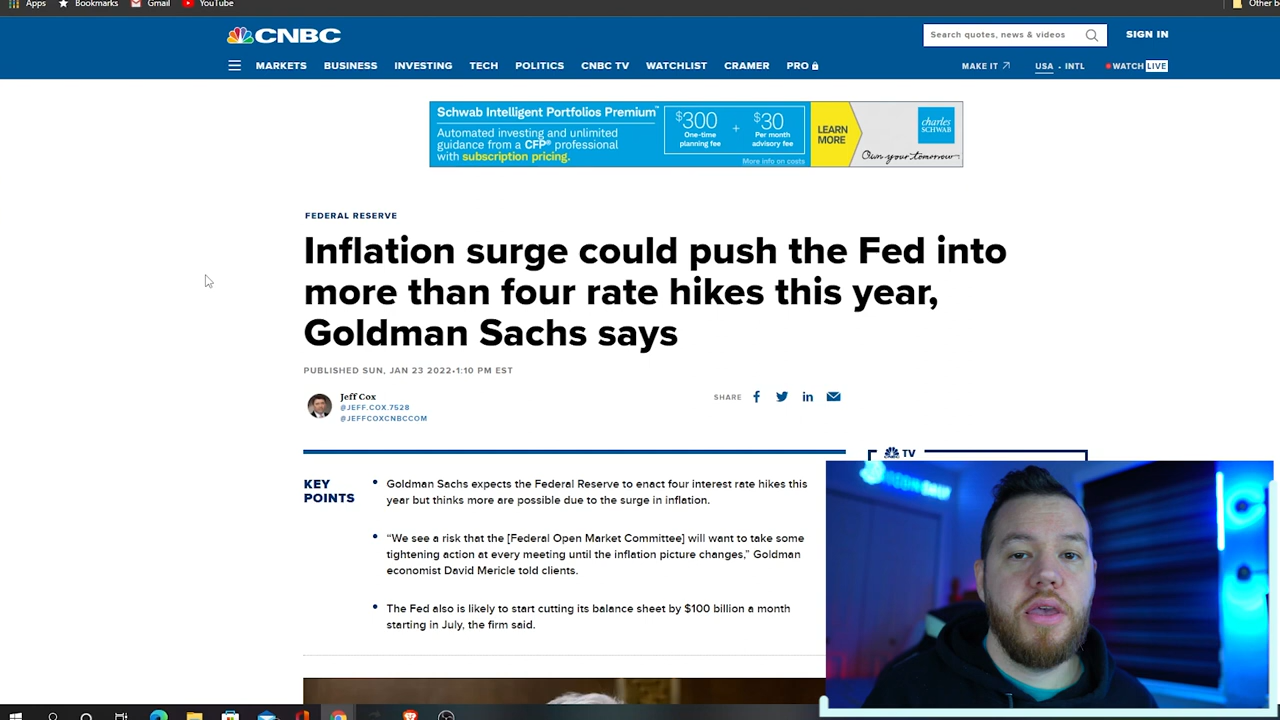 Apps Bookmarks Gmail YouTube
CNBC
Search quotes, news & videos
SIGN IN
MARKETS BUSINESS INVESTING TECH POLITICS CNBC TV WATCHLIST CRAMER PRO
MAKE IT USA • INTL WATCH LIVE
Schwab Intelligent Portfolios Premium™
Automated investing and unlimited
guidance from a CFP® professional
with subscription pricing.
$300
One-time
planning fee
+
$30
Per month
advisory fee
More info on costs
LEARN
MORE
charles
SCHWAB
Own your tomorrow
FEDERAL RESERVE
Inflation surge could push the Fed into
more than four rate hikes this year,
Goldman Sachs says
PUBLISHED SUN, JAN 23 2022•1:10 PM EST
Jeff Cox
@JEFF.COX.7528
@JEFFCOXCNBCCOM
SHARE
TV
KEY
POINTS
• Goldman Sachs expects the Federal Reserve to enact four interest rate hikes this
year but thinks more are possible due to the surge in inflation.
• “We see a risk that the [Federal Open Market Committee] will want to take some
tightening action at every meeting until the inflation picture changes,” Goldman
economist David Mericle told clients.
• The Fed also is likely to start cutting its balance sheet by $100 billion a month
starting in July, the firm said.